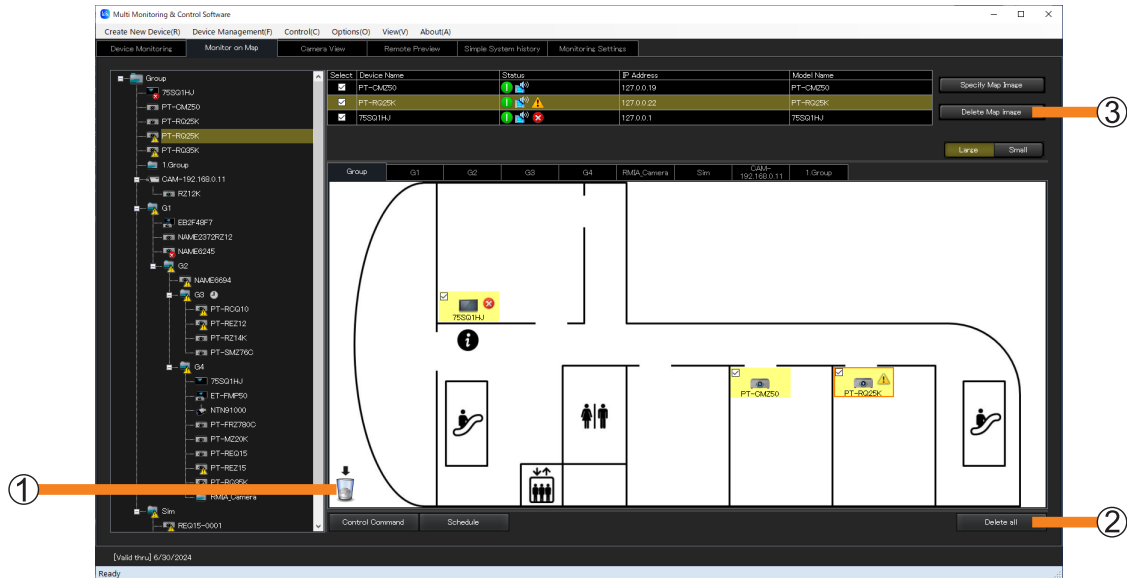 Multi Monitoring & Control Software
Create New Device(R) Device Management(F) Control(C) Options(O) View(V) About(A)
Device Monitoring Monitor on Map Camera View Remote Preview Simple System history Monitoring Settings
Group
75SQ1HJ
PT-CMZ50
PT-RQ25K
PT-RQ25K
PT-RQ35K
1.Group
CAM-192.168.0.11
RZ12K
G1
EB2F48F7
NAME2372RZ12
NAME6245
G2
NAME6694
G3
PT-RCQ10
PT-REZ12
PT-RZ14K
PT-SMZ76C
G4
75SQ1HJ
ET-FMP50
NTN91000
PT-FRZ780C
PT-MZ20K
PT-REQ15
PT-REZ15
PT-RQ35K
RMIA_Camera
Sim
REQ15-0001
Select Device Name Status IP Address Model Name
PT-CMZ50 127.0.0.19 PT-CMZ50
PT-RQ25K 127.0.0.22 PT-RQ25K
75SQ1HJ 127.0.0.1 75SQ1HJ
Specify Map Image
Delete Map image
③
Large Small
Group G1 G2 G3 G4 RMIA_Camera Sim CAM-192.168.0.11 1.Group
75SQ1HJ
i
PT-CMZ50
PT-RQ25K
①
Control Command Schedule Delete all
②
[Valid thru] 6/30/2024
Ready